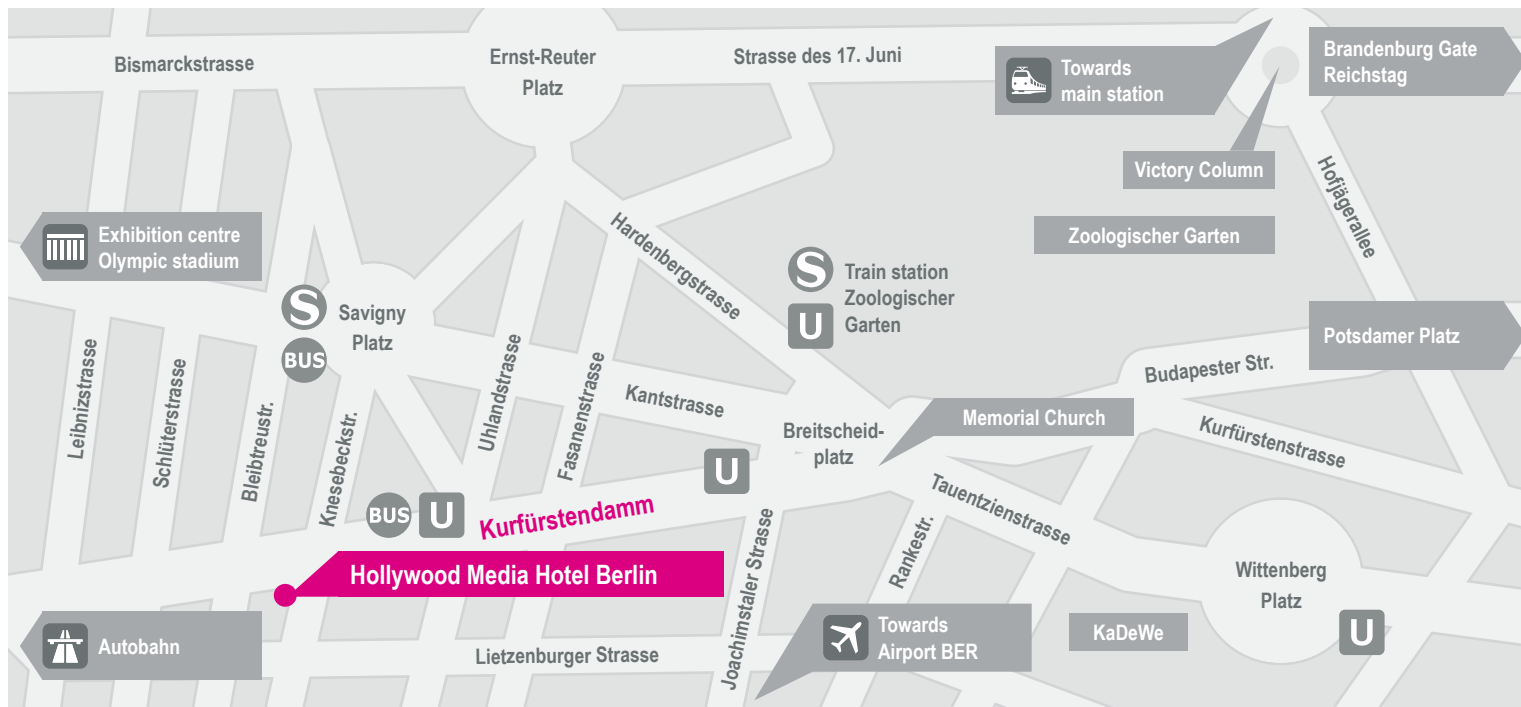 Bismarckstrasse
Ernst-Reuter
Platz
Strasse des 17. Juni
Towards
main station
Brandenburg Gate
Reichstag
Victory Column
Hofjägerallee
Exhibition centre
Olympic stadium
Hardenbergstrasse
Zoologischer Garten
S
Train station
Zoologischer
Garten
U
S
Savigny
Platz
BUS
Potsdamer Platz
Leibnizstrasse
Schlüterstrasse
Bleibtreustr.
Knesebeckstr.
Uhlandstrasse
Fasanenstrasse
Kantstrasse
Budapester Str.
Breitscheid-
platz
Memorial Church
Kurfürstenstrasse
U
BUS
U
Kurfürstendamm
Tauentzienstrasse
Joachimstaler Strasse
Rankestr.
Hollywood Media Hotel Berlin
Wittenberg
Platz
U
Autobahn
Lietzenburger Strasse
Towards
Airport BER
KaDeWe